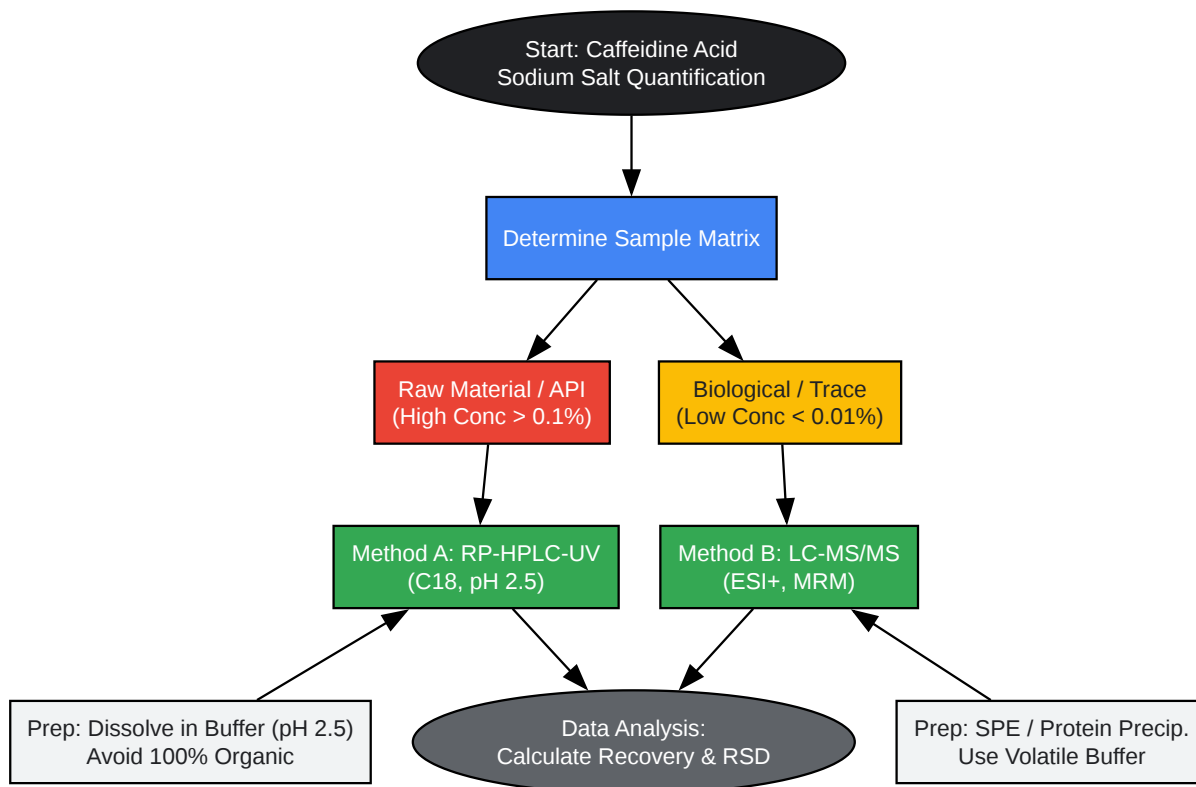 Start: Caffeidine Acid
Sodium Salt Quantification
Determine Sample Matrix
Raw Material / API
(High Conc > 0.1%)
Biological / Trace
(Low Conc < 0.01%)
Method A: RP-HPLC-UV
(C18, pH 2.5)
Method B: LC-MS/MS
(ESI+, MRM)
Prep: Dissolve in Buffer (pH 2.5)
Avoid 100% Organic
Data Analysis:
Calculate Recovery & RSD
Prep: SPE / Protein Precip.
Use Volatile Buffer